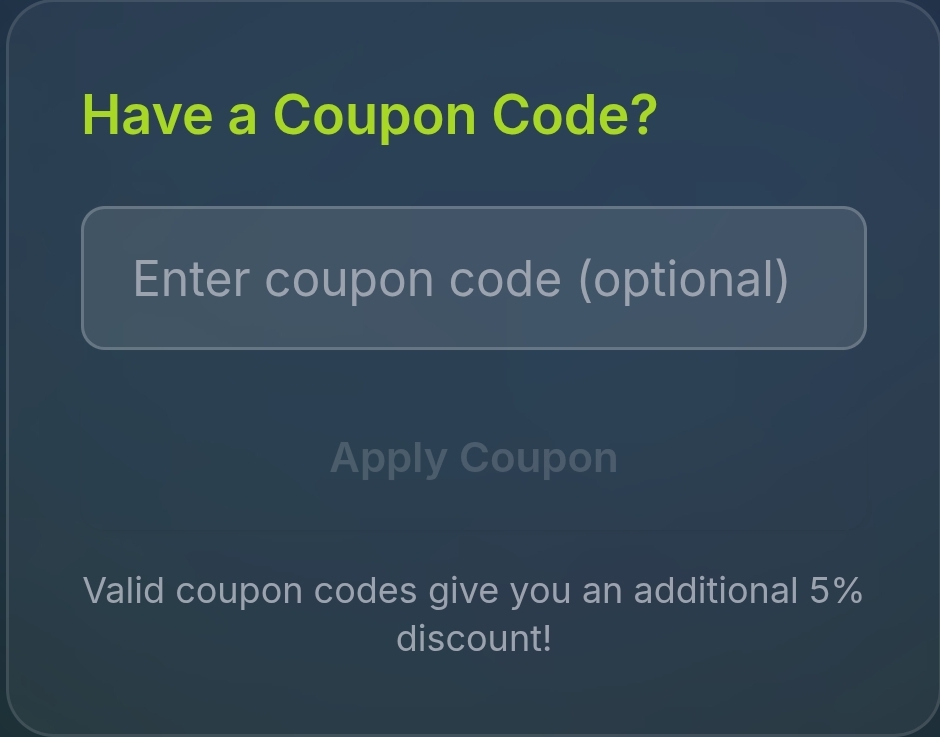 Have a Coupon Code?
Enter coupon code (optional)
Apply Coupon
Valid coupon codes give you an additional 5%
discount!